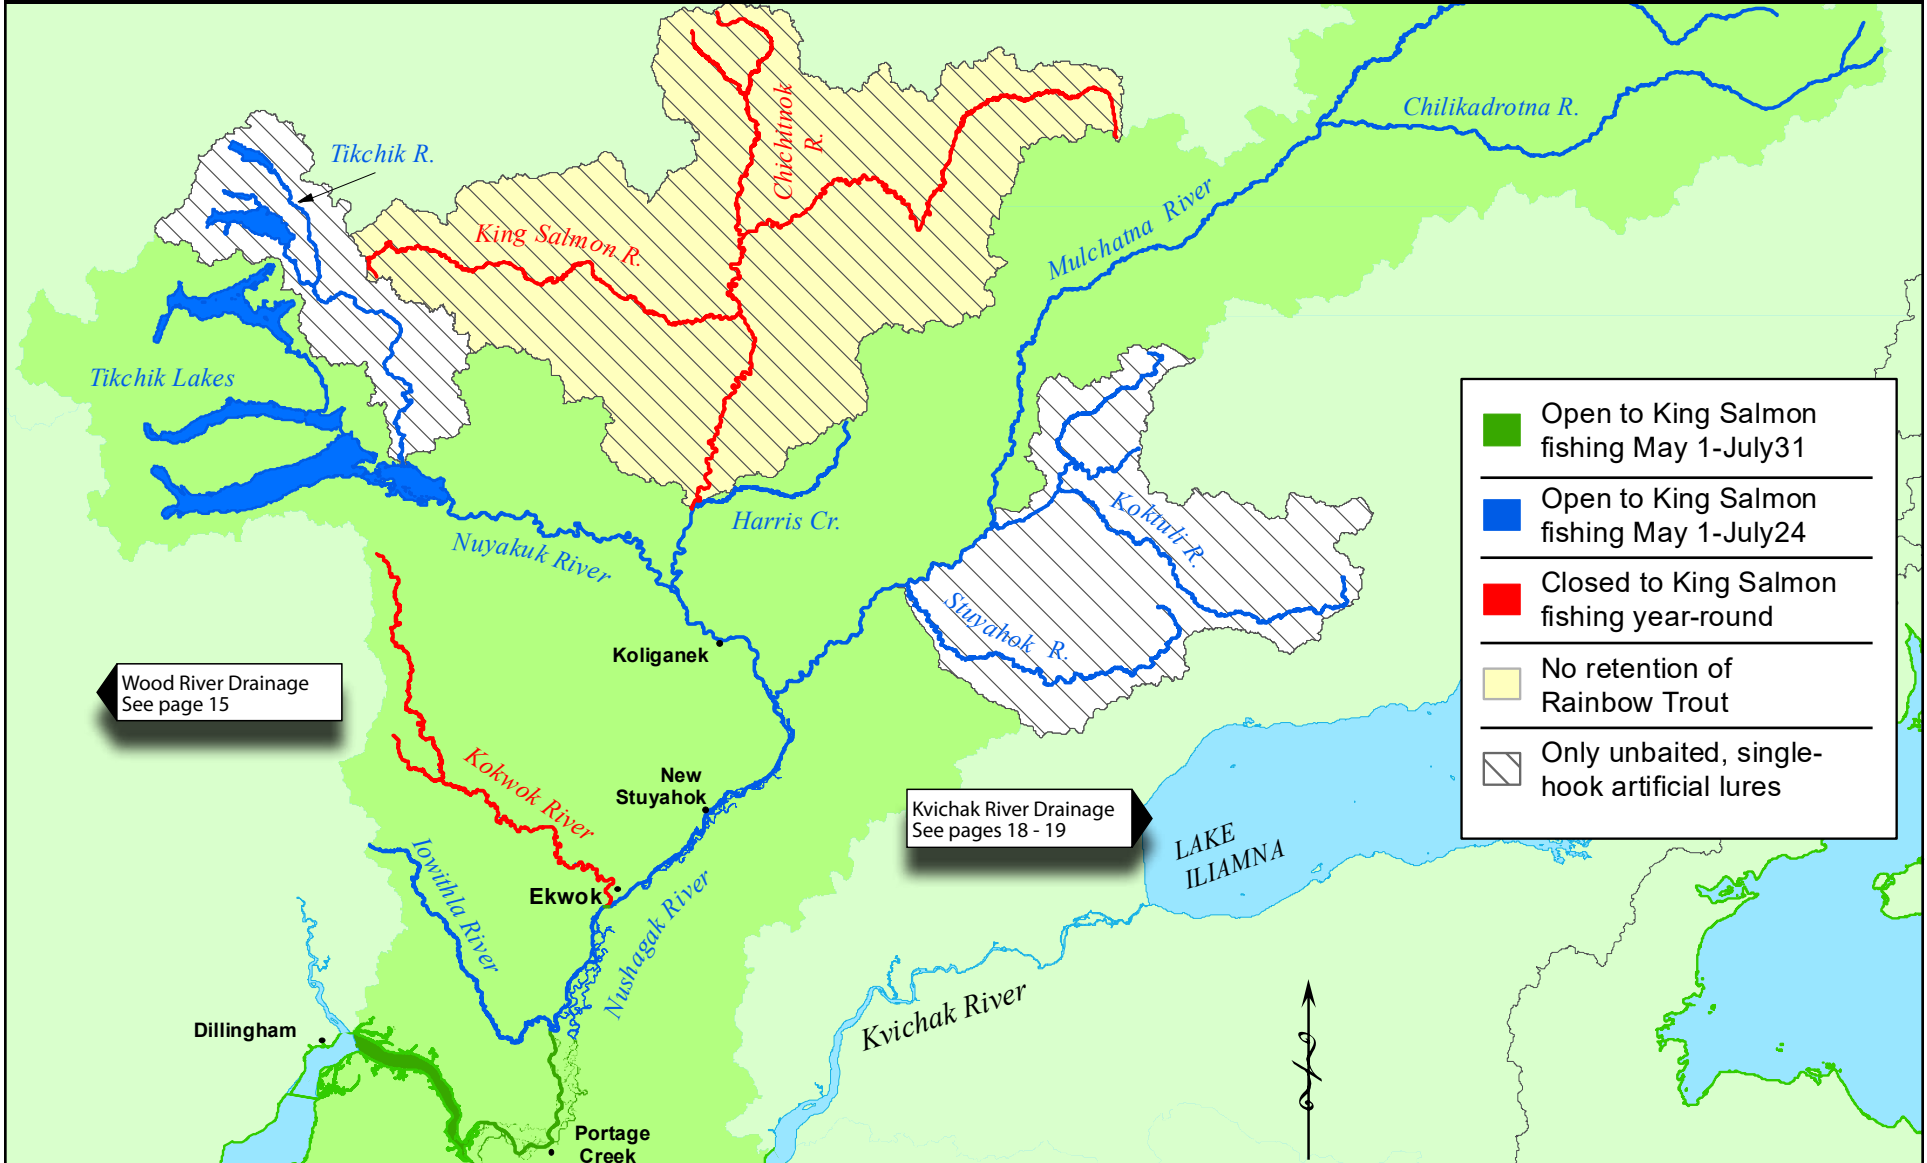 Chichitnok
R.
Chilikadrotna R.
Tikchik R.
King Salmon R.
Mulchatna River
Tikchik Lakes
Harris Cr.
Koktuli R.
Nuyakuk River
Stuyahok R.
Koliganek
Wood River Drainage
See page 15
Kokwok River
New
Stuyahok
Kvichak River Drainage
See pages 18 - 19
LAKE
ILIAMNA
Iowithla River
Ekwok
Nushagak River
Kvichak River
Dillingham
Portage
Creek
Open to King Salmon
fishing May 1-July31
Open to King Salmon
fishing May 1-July24
Closed to King Salmon
fishing year-round
No retention of
Rainbow Trout
Only unbaited, single-
hook artificial lures